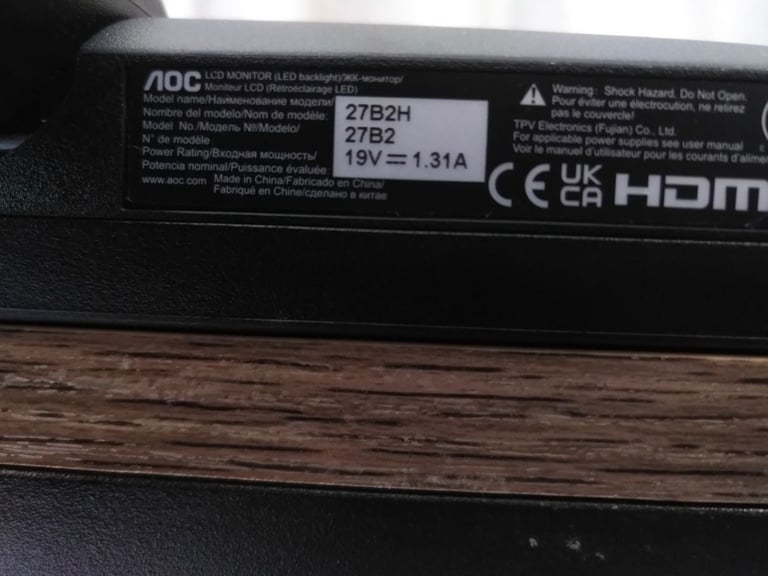 AOC LCD MONITOR (LED backlight)/ЖК-монитор/
Moniteur LCD (Rétroéclairage LED)
Model name/Наименование модели/
Nombre del modelo/Nom de modèle: 27B2H
Model No./Модель №/Modelo/
N° de modèle 27B2
Power Rating/Входная мощность/
Potencia nominal/Puissance évaluée: 19V 1.31A
www.aoc.com Made in China/Fabricado en China/
Fabriqué en Chine/сделано в китае
Warning: Shock Hazard. Do Not Open.
Pour éviter une électrocution, ne retirez
pas le couvercle!
TPV Electronics (Fujian) Co., Ltd.
For applicable power supplies see user manual
Voir le manuel d'utilisateur pour les courants
CE UK
CA HDMI